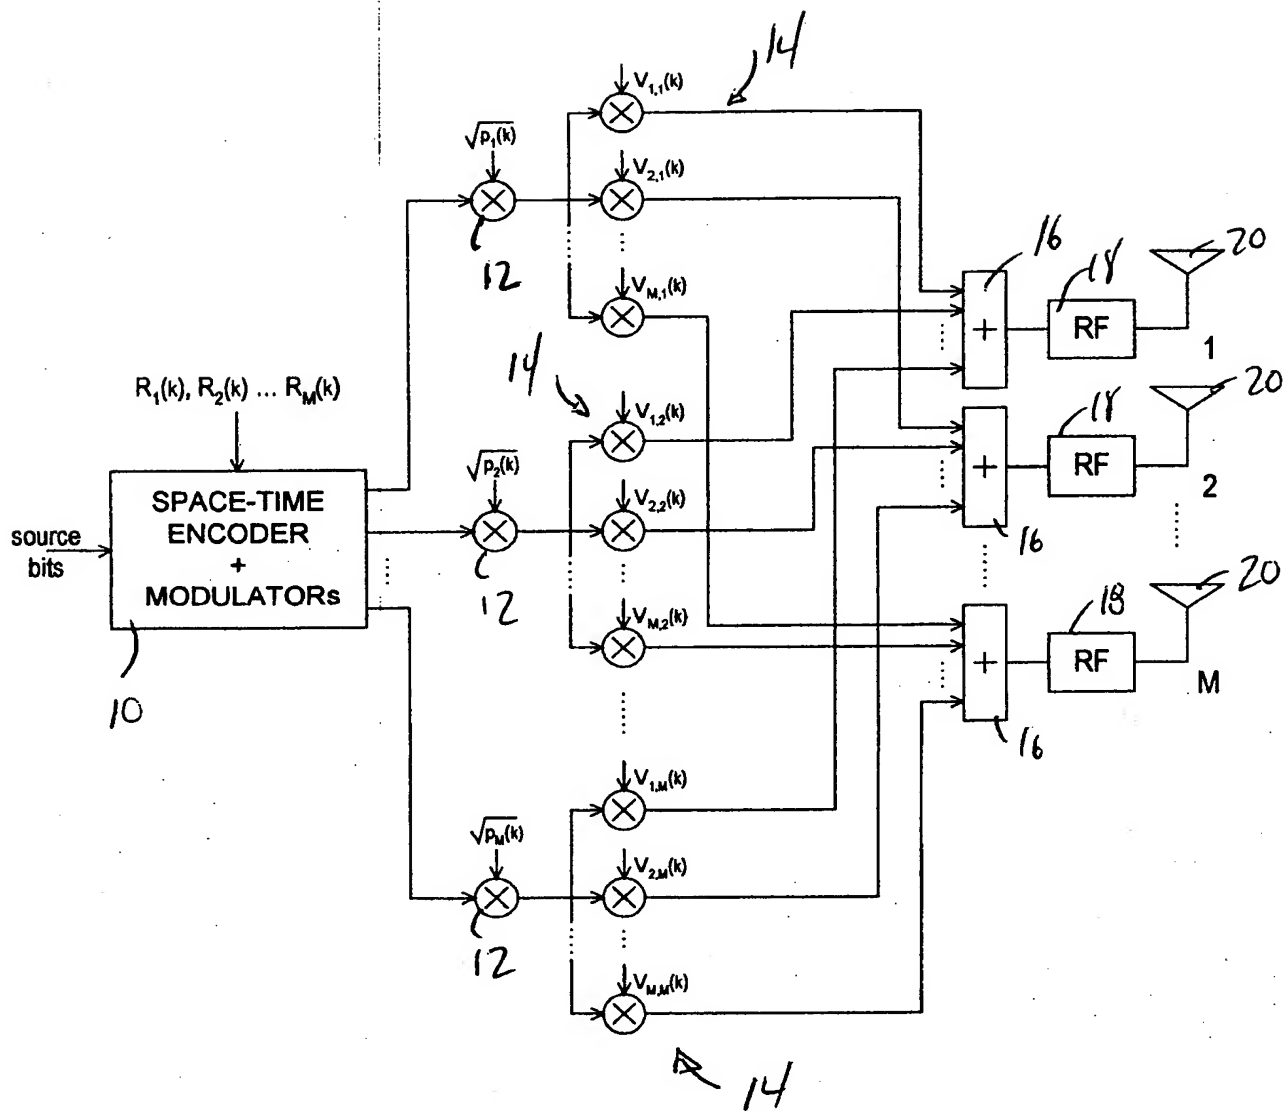 14
V1,1(k)
√p1(k)
V2,1(k)
12
VM,1(k)
16
18
20
+
RF
1
R1(k), R2(k) ... RM(k)
14
V1,2(k)
20
√p2(k)
18
+
RF
2
V2,2(k)
SPACE-TIME
ENCODER
+
MODULATORs
source
bits
12
16
VM,2(k)
18
20
+
RF
M
10
16
V1,M(k)
√pM(k)
V2,M(k)
12
VM,M(k)
14